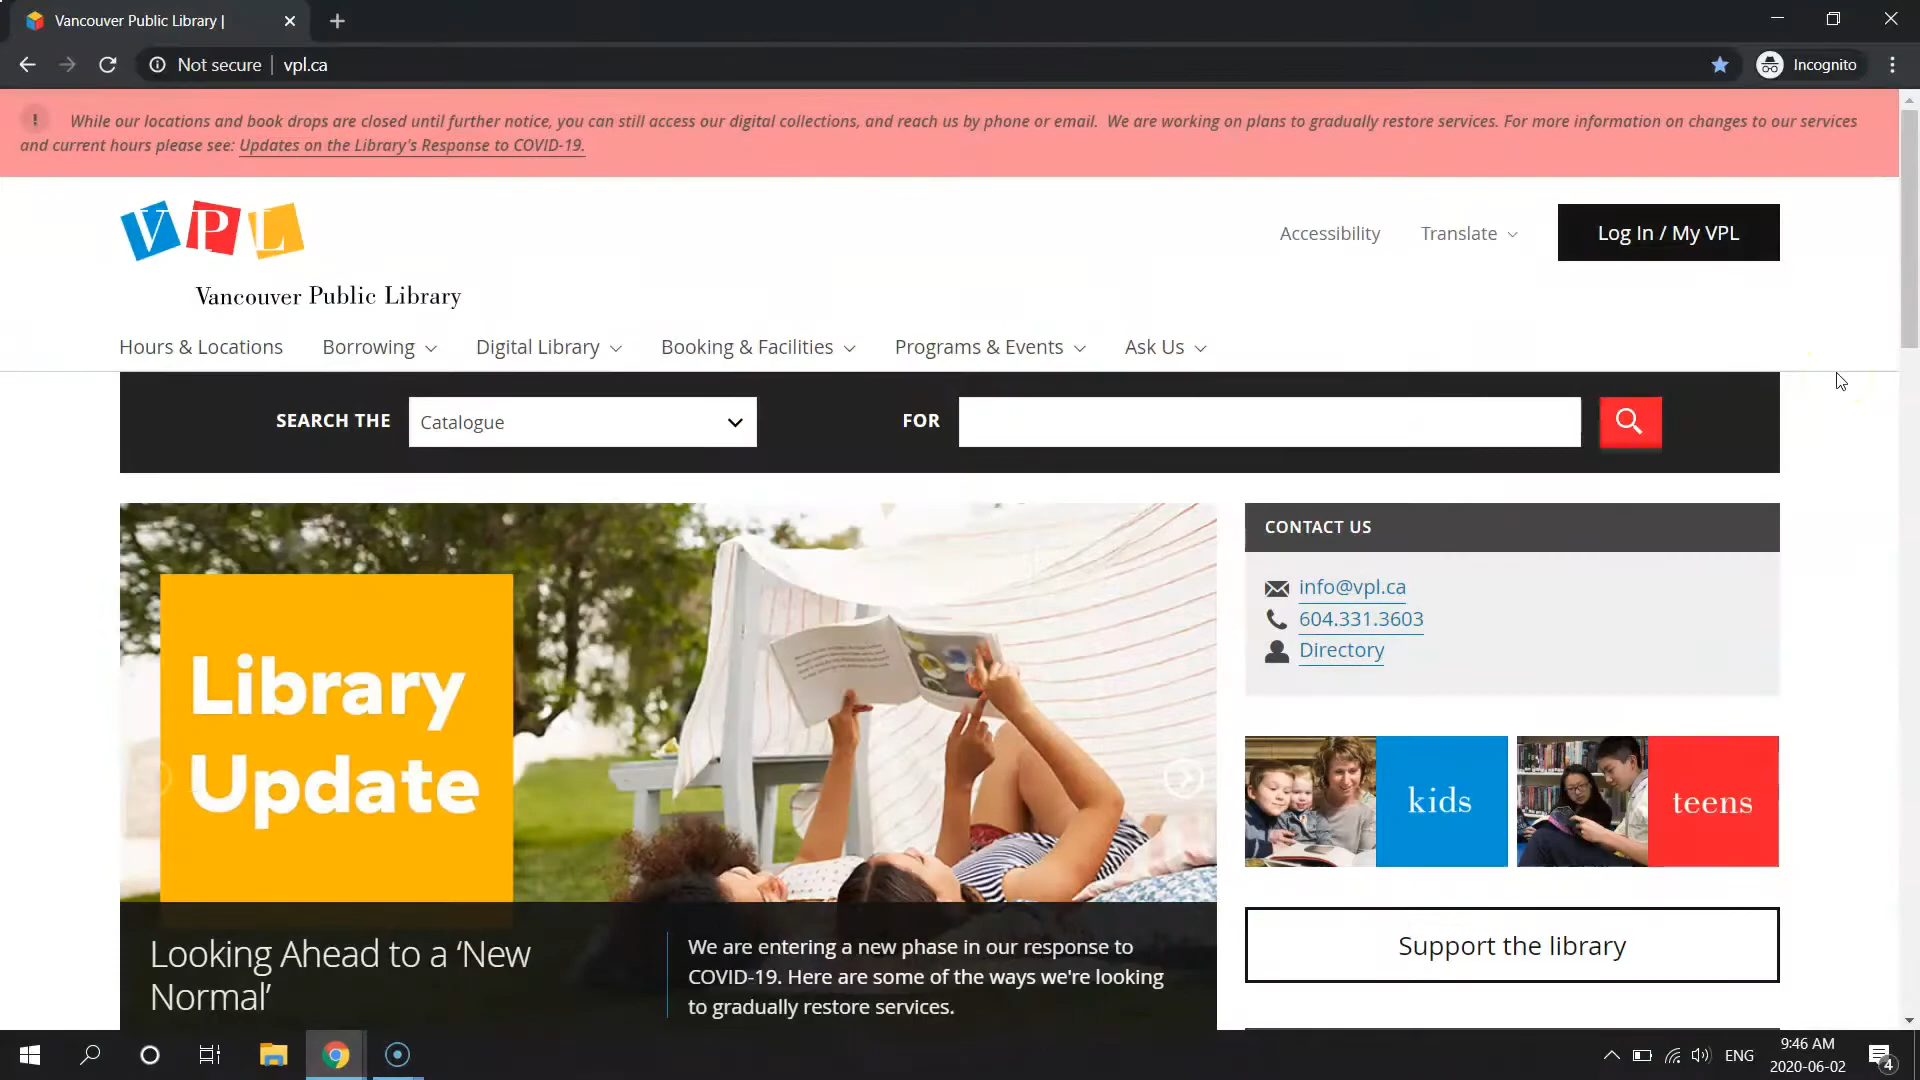 Vancouver Public Library |
Not secure
vpl.ca
Incognito
! While our locations and book drops are closed until further notice, you can still access our digital collections, and reach us by phone or email. We are working on plans to gradually restore services. For more information on changes to our services
and current hours please see: Updates on the Library's Response to COVID-19.
VPL
Vancouver Public Library
Accessibility
Translate
Log In / My VPL
Hours & Locations
Borrowing
Digital Library
Booking & Facilities
Programs & Events
Ask Us
SEARCH THE
Catalogue
FOR
Library
Update
Looking Ahead to a ‘New
Normal’
We are entering a new phase in our response to
COVID-19. Here are some of the ways we're looking
to gradually restore services.
CONTACT US
info@vpl.ca
604.331.3603
Directory
kids
teens
Support the library
ENG
9:46 AM
2020-06-02
4